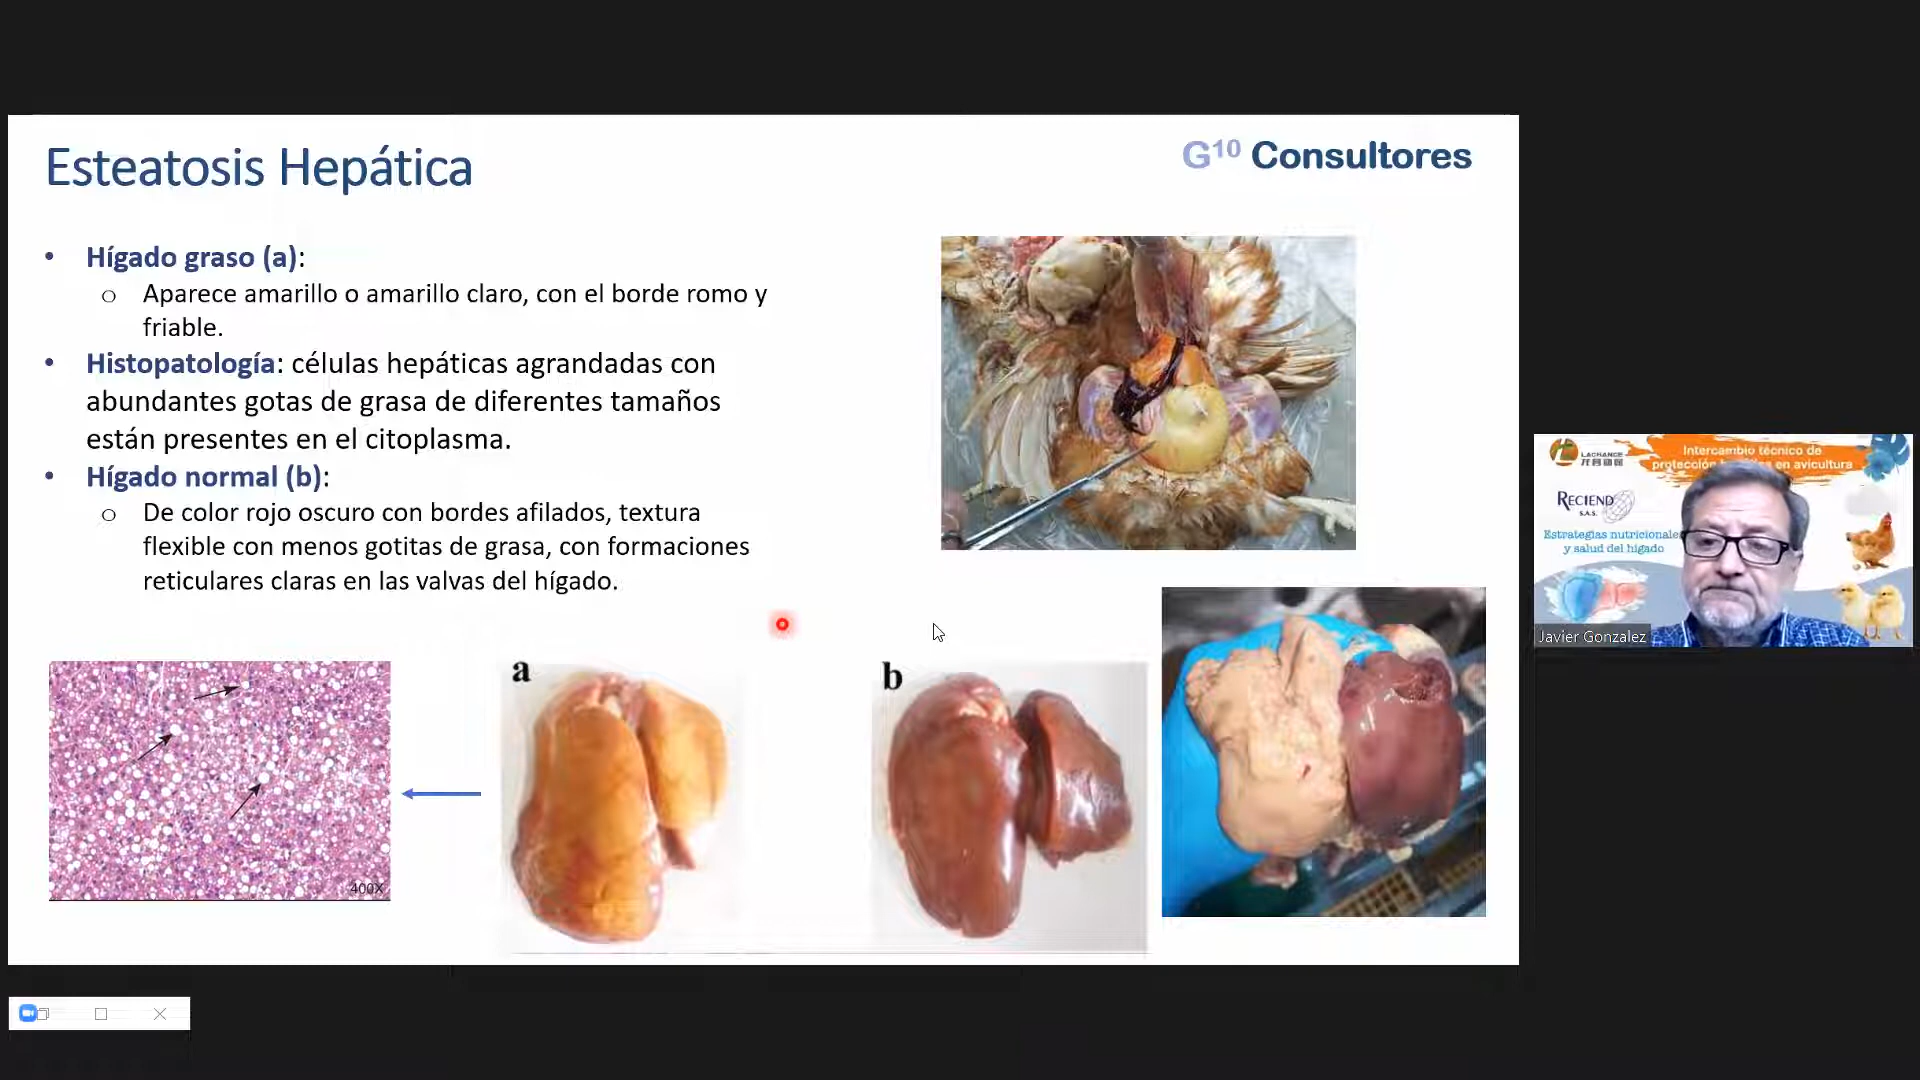 Esteatosis Hepática
G¹⁰ Consultores
• Hígado graso (a):
o Aparece amarillo o amarillo claro, con el borde romo y
friable.
• Histopatología: células hepáticas agrandadas con
abundantes gotas de grasa de diferentes tamaños
están presentes en el citoplasma.
• Hígado normal (b):
o De color rojo oscuro con bordes afilados, textura
flexible con menos gotitas de grasa, con formaciones
reticulares claras en las valvas del hígado.
400X
a
b
LACHANCE
Intercambio técnico de
protección en avicultura
RECIEND
S.A.S.
Estrategias nutricionale
y salud del hígado
Javier Gonzalez